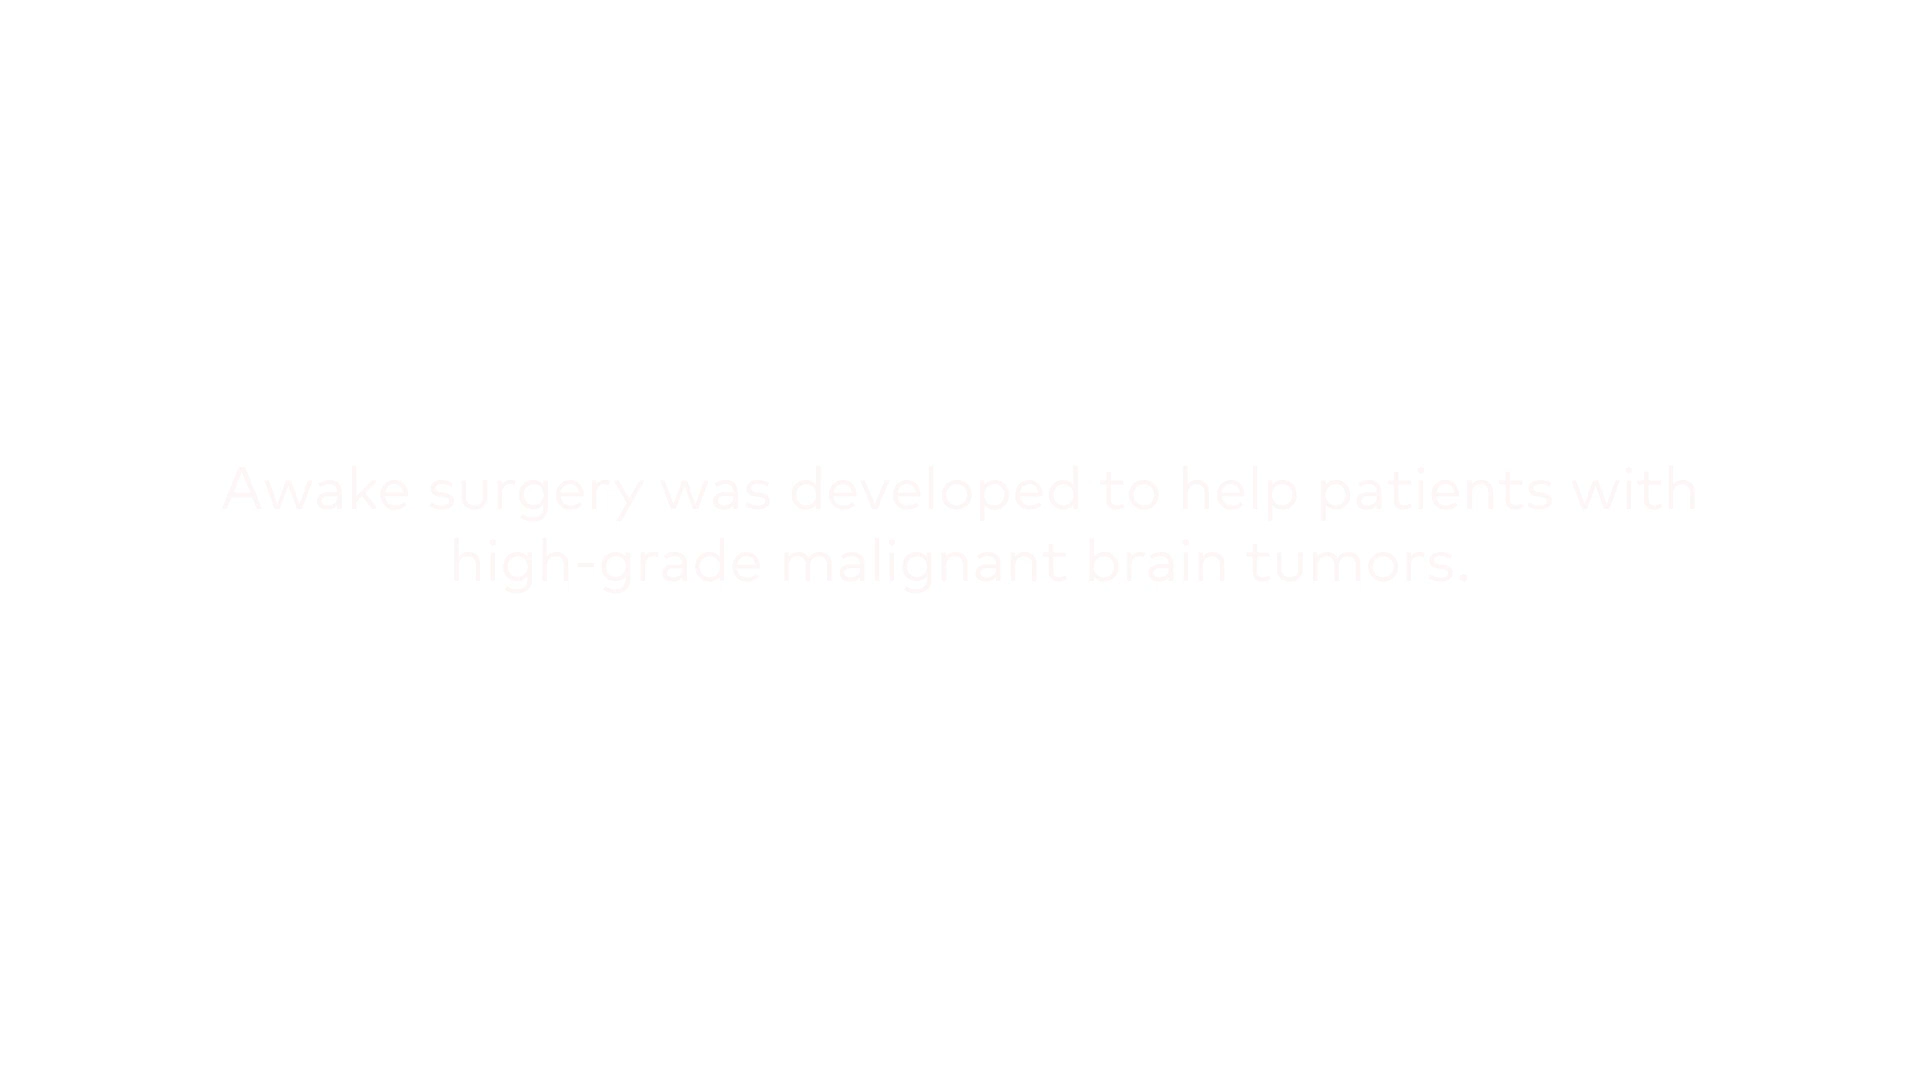 Awake surgery was developed to help patients with
high-grade malignant brain tumors.